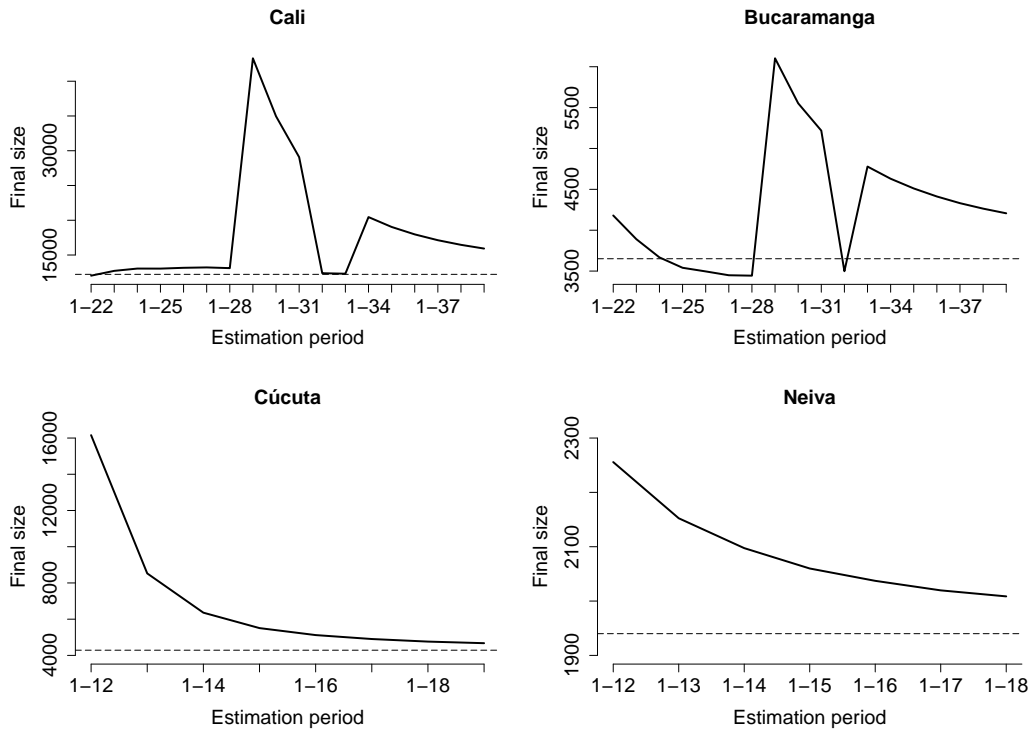 Cali
Final size
15000
30000
1−22
1−25
1−28
1−31
1−34
1−37
Estimation period
Bucaramanga
Final size
3500
4500
5500
1−22
1−25
1−28
1−31
1−34
1−37
Estimation period
Cúcuta
Final size
4000
8000
12000
16000
1−12
1−14
1−16
1−18
Estimation period
Neiva
Final size
1900
2100
2300
1−12
1−13
1−14
1−15
1−16
1−17
1−18
Estimation period